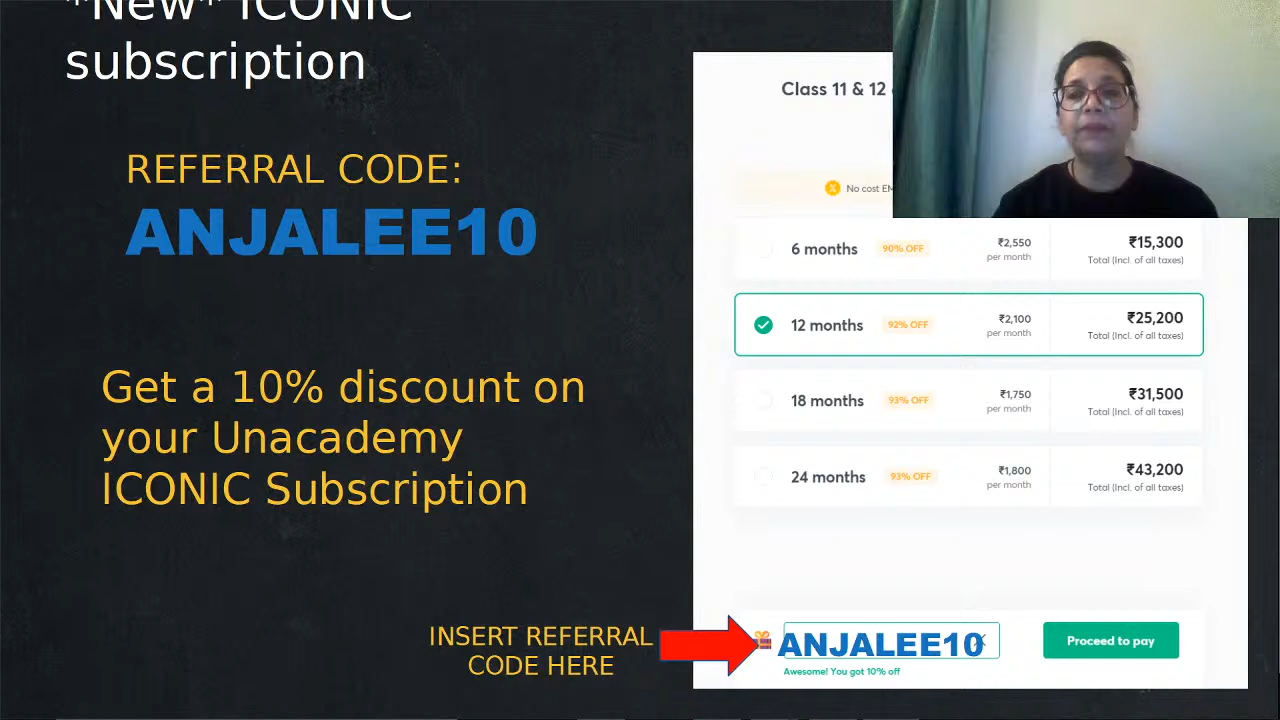 *New* ICONIC
subscription
REFERRAL CODE:
ANJALEE10
Get a 10% discount on
your Unacademy
ICONIC Subscription
INSERT REFERRAL
CODE HERE
Class 11 & 12
No cost EM
6 months 90% OFF ₹2,550 per month ₹15,300 Total (Incl. of all taxes)
12 months 92% OFF ₹2,100 per month ₹25,200 Total (Incl. of all taxes)
18 months 93% OFF ₹1,750 per month ₹31,500 Total (Incl. of all taxes)
24 months 93% OFF ₹1,800 per month ₹43,200 Total (Incl. of all taxes)
ANJALEE10
Proceed to pay
Awesome! You got 10% off